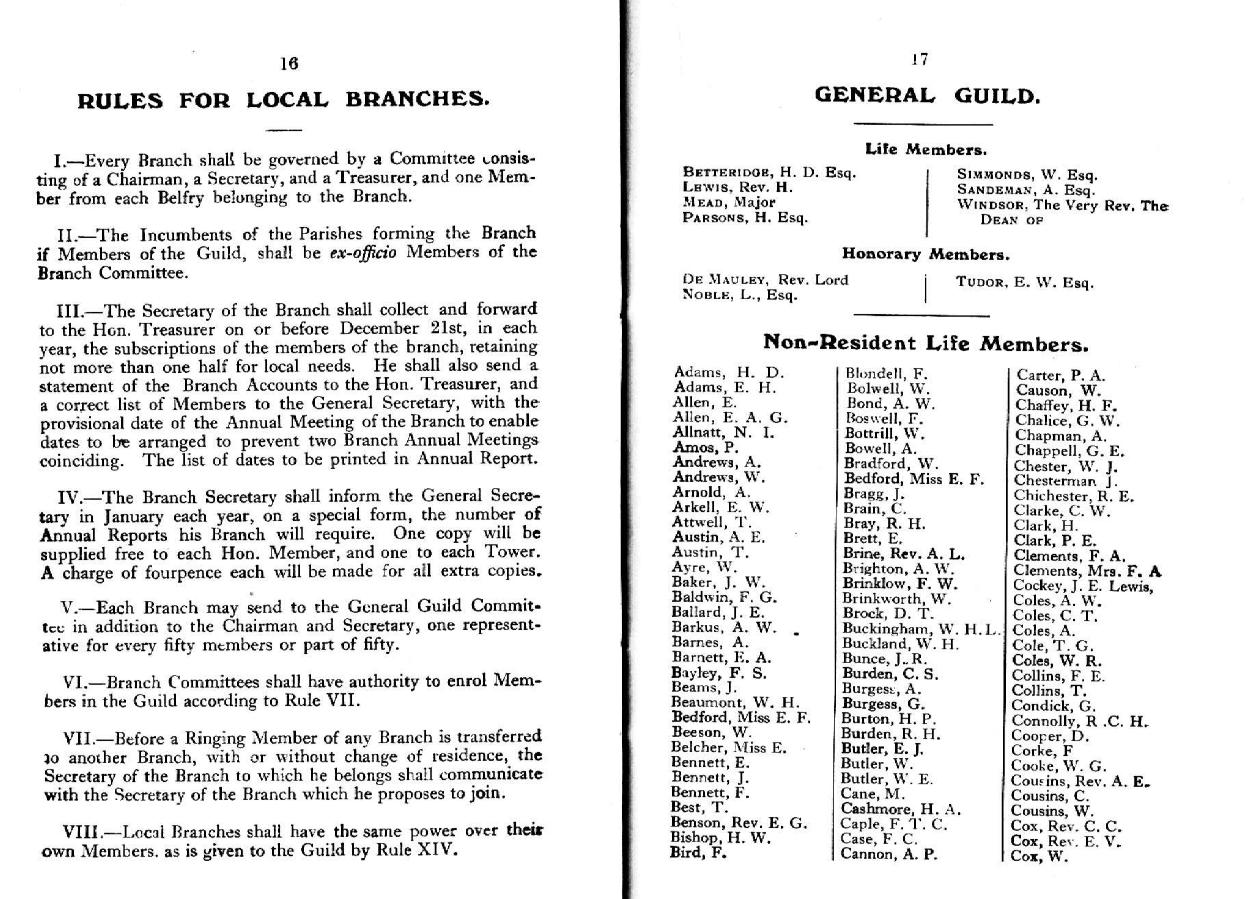 16
RULES FOR LOCAL BRANCHES.
I.—Every Branch shall be governed by a Committee consis-
ting of a Chairman, a Secretary, and a Treasurer, and one Mem-
ber from each Belfry belonging to the Branch.
II.—The Incumbents of the Parishes forming the Branch
if Members of the Guild, shall be ex-officio Members of the
Branch Committee.
III.—The Secretary of the Branch shall collect and forward
to the Hon. Treasurer on or before December 21st, in each
year, the subscriptions of the members of the branch, retaining
not more than one half for local needs. He shall also send a
statement of the Branch Accounts to the Hon. Treasurer, and
a correct list of Members to the General Secretary, with the
provisional date of the Annual Meeting of the Branch to enable
dates to be arranged to prevent two Branch Annual Meetings
coinciding. The list of dates to be printed in Annual Report.
IV.—The Branch Secretary shall inform the General Secre-
tary in January each year, on a special form, the number of
Annual Reports his Branch will require. One copy will be
supplied free to each Hon. Member, and one to each Tower.
A charge of fourpence each will be made for all extra copies.
V.—Each Branch may send to the General Guild Commit-
tee in addition to the Chairman and Secretary, one represent-
ative for every fifty members or part of fifty.
VI.—Branch Committees shall have authority to enrol Mem-
bers in the Guild according to Rule VII.
VII.—Before a Ringing Member of any Branch is transferred
to another Branch, with or without change of residence, the
Secretary of the Branch to which he belongs shall communicate
with the Secretary of the Branch which he proposes to join.
VIII.—Local Branches shall have the same power over their
own Members. as is given to the Guild by Rule XIV.
17
GENERAL GUILD.
Life Members.
BETTERIDGE, H. D. Esq.
LEWIS, Rev. H.
MEAD, Major
PARSONS, H. Esq.
SIMMONDS, W. Esq.
SANDEMAN, A. Esq.
WINDSOR, The Very Rev. The
DEAN OF
Honorary Members.
DE MAULEY, Rev. Lord
NOBLE, L., Esq.
TUDOR, E. W. Esq.
Non-Resident Life Members.
Adams, H. D.
Adams, E. H.
Allen, E.
Allen, E. A. G.
Allnatt, N. I.
Amos, P.
Andrews, A.
Andrews, W.
Arnold, A.
Arkell, E. W.
Attwell, T.
Austin, A. E.
Austin, T.
Ayre, W.
Baker, J. W.
Baldwin, F. G.
Ballard, J. E.
Barkus, A. W.
Barnes, A.
Barnett, E. A.
Bayley, F. S.
Beams, J.
Beaumont, W. H.
Bedford, Miss E. F.
Beeson, W.
Belcher, Miss E.
Bennett, E.
Bennett, J.
Bennett, F.
Best, T.
Benson, Rev. E. G.
Bishop, H. W.
Bird, F.
Blondell, F.
Bolwell, W.
Bond, A. W.
Boswell, F.
Bottrill, W.
Bowell, A.
Bradford, W.
Bedford, Miss E. F.
Bragg, J.
Brain, C.
Bray, R. H.
Brett, E.
Brine, Rev. A. L.
Brighton, A. W.
Brinklow, F. W.
Brinkworth, W.
Brock, D. T.
Buckingham, W. H. L.
Buckland, W. H.
Bunce, J. R.
Burden, C. S.
Burgess, A.
Burgess, G.
Burton, H. P.
Burden, R. H.
Butler, E. J.
Butler, W.
Butler, W. E.
Cane, M.
Cashmore, H. A.
Caple, F. T. C.
Case, F. C.
Cannon, A. P.
Carter, P. A.
Causon, W.
Chaffey, H. F.
Chalice, G. W.
Chapman, A.
Chappell, G. E.
Chester, W. J.
Chesterman J.
Chichester, R. E.
Clarke, C. W.
Clark, H.
Clark, P. E.
Clements, F. A.
Clements, Mrs. F. A
Cockey, J. E. Lewis,
Coles, A. W.
Coles, C. T.
Coles, A.
Cole, T. G.
Coles, W. R.
Collins, F. E.
Collins, T.
Condick, G.
Connolly, R .C. H.
Cooper, D.
Corke, F
Cooke, W. G.
Cousins, Rev. A. E.
Cousins, C.
Cousins, W.
Cox, Rev. C. C.
Cox, Rev. E. V.
Cox, W.